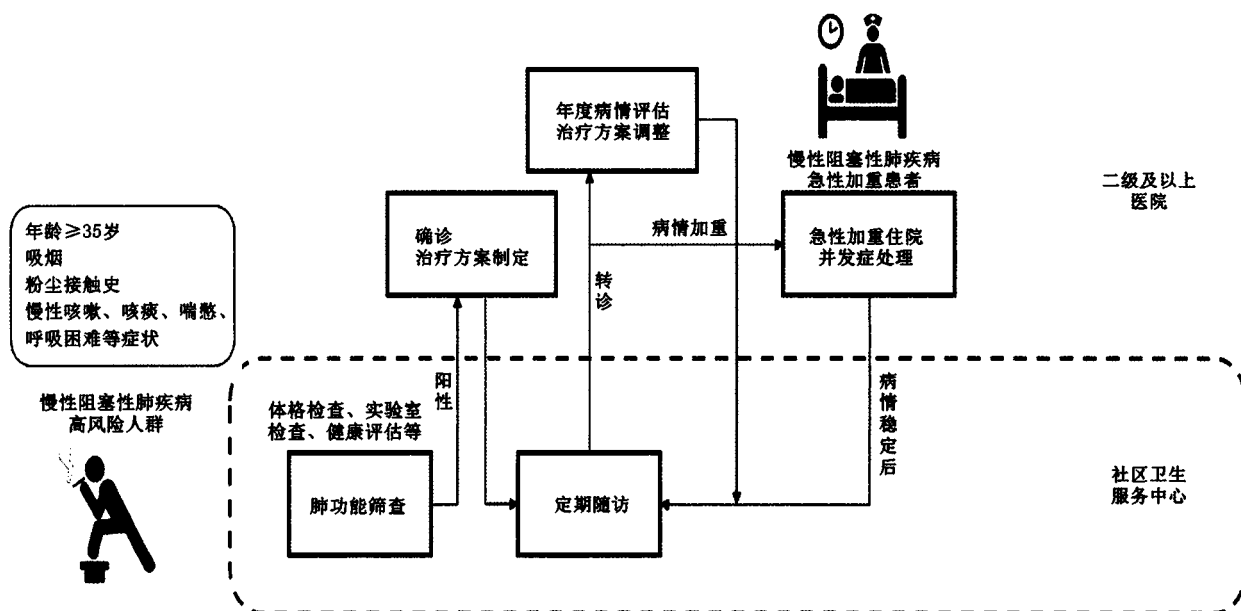 年度病情评估
治疗方案调整
慢性阻塞性肺疾病
急性加重患者
二级及以上
医院
年龄≥35岁
吸烟
粉尘接触史
慢性咳嗽、咳痰、喘憋、
呼吸困难等症状
确诊
治疗方案制定
病情加重
急性加重住院
并发症处理
转诊
阳性
病情稳定后
慢性阻塞性肺疾病
高风险人群
体格检查、实验室
检查、健康评估等
肺功能筛查
定期随访
社区卫生
服务中心